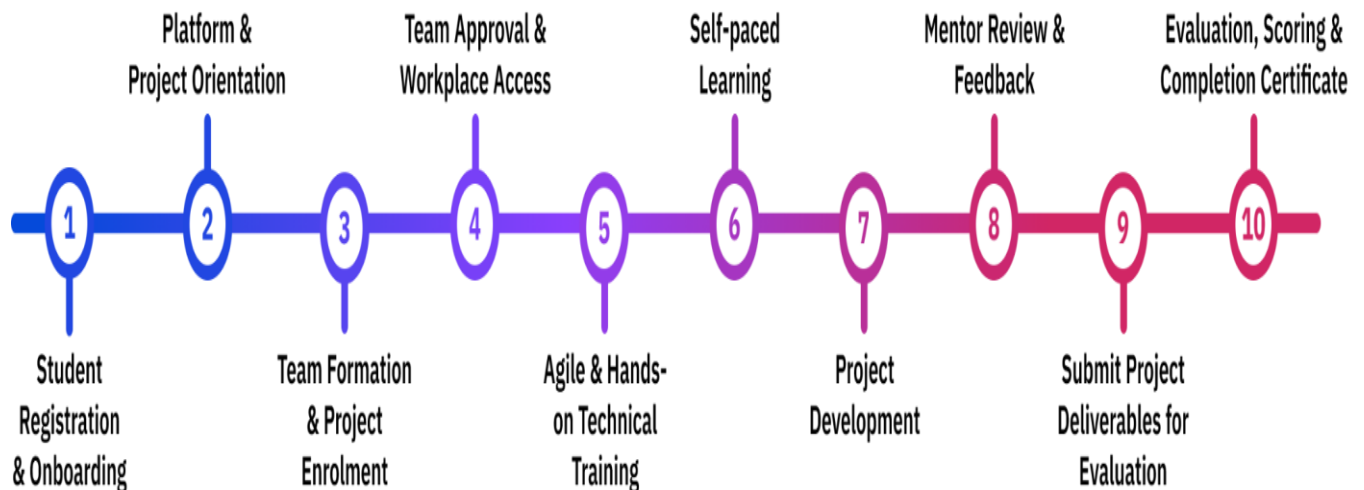 Platform &
Project Orientation
Team Approval &
Workplace Access
Self-paced
Learning
Mentor Review &
Feedback
Evaluation, Scoring &
Completion Certificate
1
2
3
4
5
6
7
8
9
10
Student
Registration
& Onboarding
Team Formation
& Project
Enrolment
Agile & Hands-
on Technical
Training
Project
Development
Submit Project
Deliverables for
Evaluation